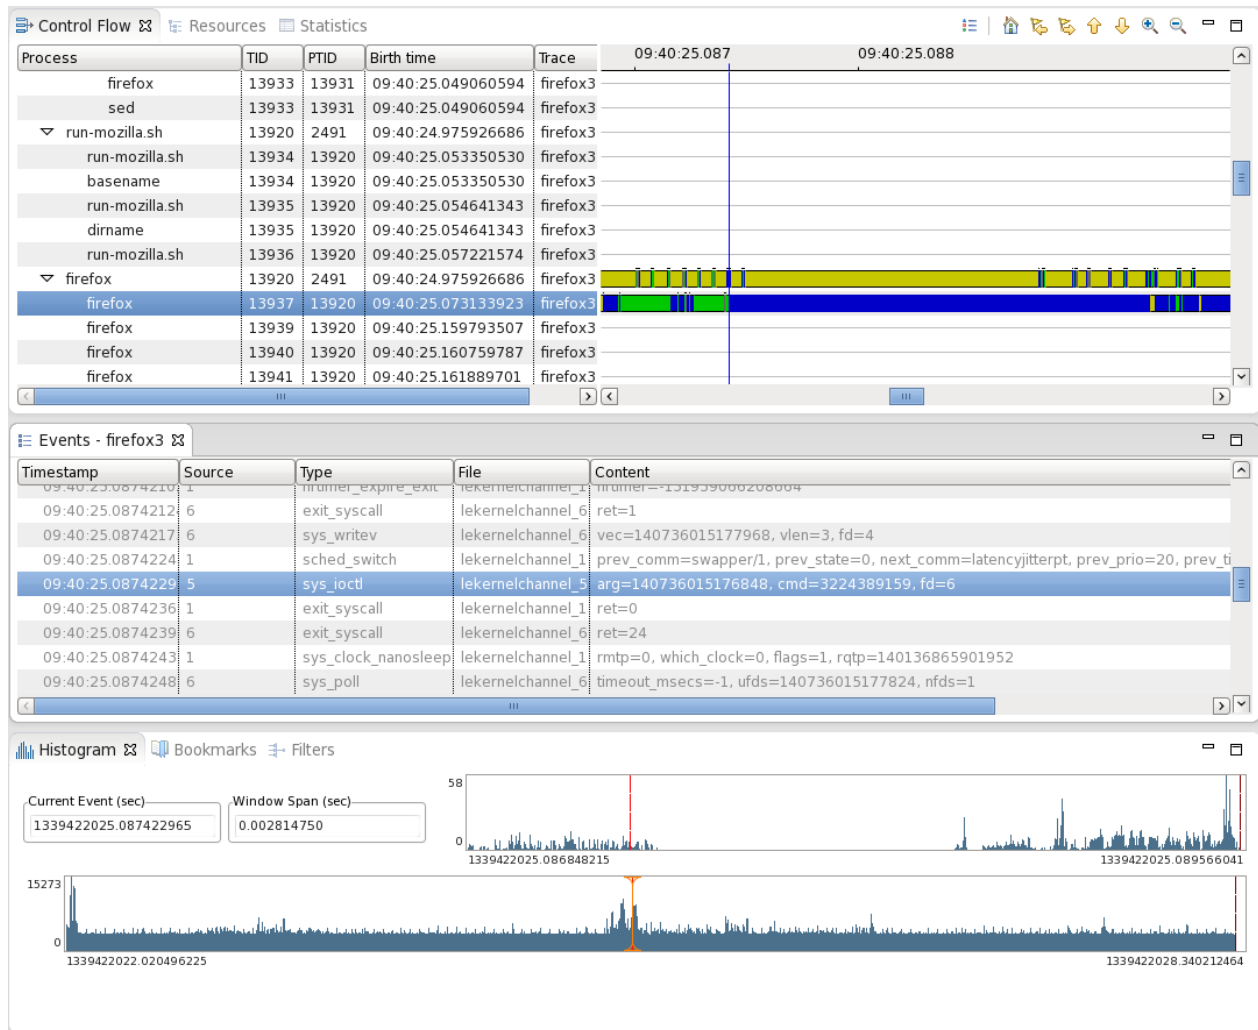 Control Flow Resources Statistics
Process TID PTID Birth time Trace 09:40:25.087 09:40:25.088
firefox 13933 13931 09:40:25.049060594 firefox3
sed 13933 13931 09:40:25.049060594 firefox3
run-mozilla.sh 13920 2491 09:40:24.975926686 firefox3
run-mozilla.sh 13934 13920 09:40:25.053350530 firefox3
basename 13934 13920 09:40:25.053350530 firefox3
run-mozilla.sh 13935 13920 09:40:25.054641343 firefox3
dirname 13935 13920 09:40:25.054641343 firefox3
run-mozilla.sh 13936 13920 09:40:25.057221574 firefox3
firefox 13920 2491 09:40:24.975926686 firefox3
firefox 13937 13920 09:40:25.073133923 firefox3
firefox 13939 13920 09:40:25.159793507 firefox3
firefox 13940 13920 09:40:25.160759787 firefox3
firefox 13941 13920 09:40:25.161889701 firefox3
Events - firefox3
Timestamp Source Type File Content
09:40:25.0874210 1 hrtimer_expire_exit lekernelchannel_1 hrtimer=-131939066208664
09:40:25.0874212 6 exit_syscall lekernelchannel_6 ret=1
09:40:25.0874217 6 sys_writev lekernelchannel_6 vec=140736015177968, vlen=3, fd=4
09:40:25.0874224 1 sched_switch lekernelchannel_1 prev_comm=swapper/1, prev_state=0, next_comm=latencyjitterpt, prev_prio=20, prev_ti
09:40:25.0874229 5 sys_ioctl lekernelchannel_5 arg=140736015176848, cmd=3224389159, fd=6
09:40:25.0874236 1 exit_syscall lekernelchannel_1 ret=0
09:40:25.0874239 6 exit_syscall lekernelchannel_6 ret=24
09:40:25.0874243 1 sys_clock_nanosleep lekernelchannel_1 rmtp=0, which_clock=0, flags=1, rqtp=140136865901952
09:40:25.0874248 6 sys_poll lekernelchannel_6 timeout_msecs=-1, ufds=140736015177824, nfds=1
Histogram Bookmarks Filters
58
Current Event (sec) Window Span (sec)
1339422025.087422965 0.002814750
0
1339422025.086848215 1339422025.089566041
15273
0
1339422022.020496225 1339422028.340212464